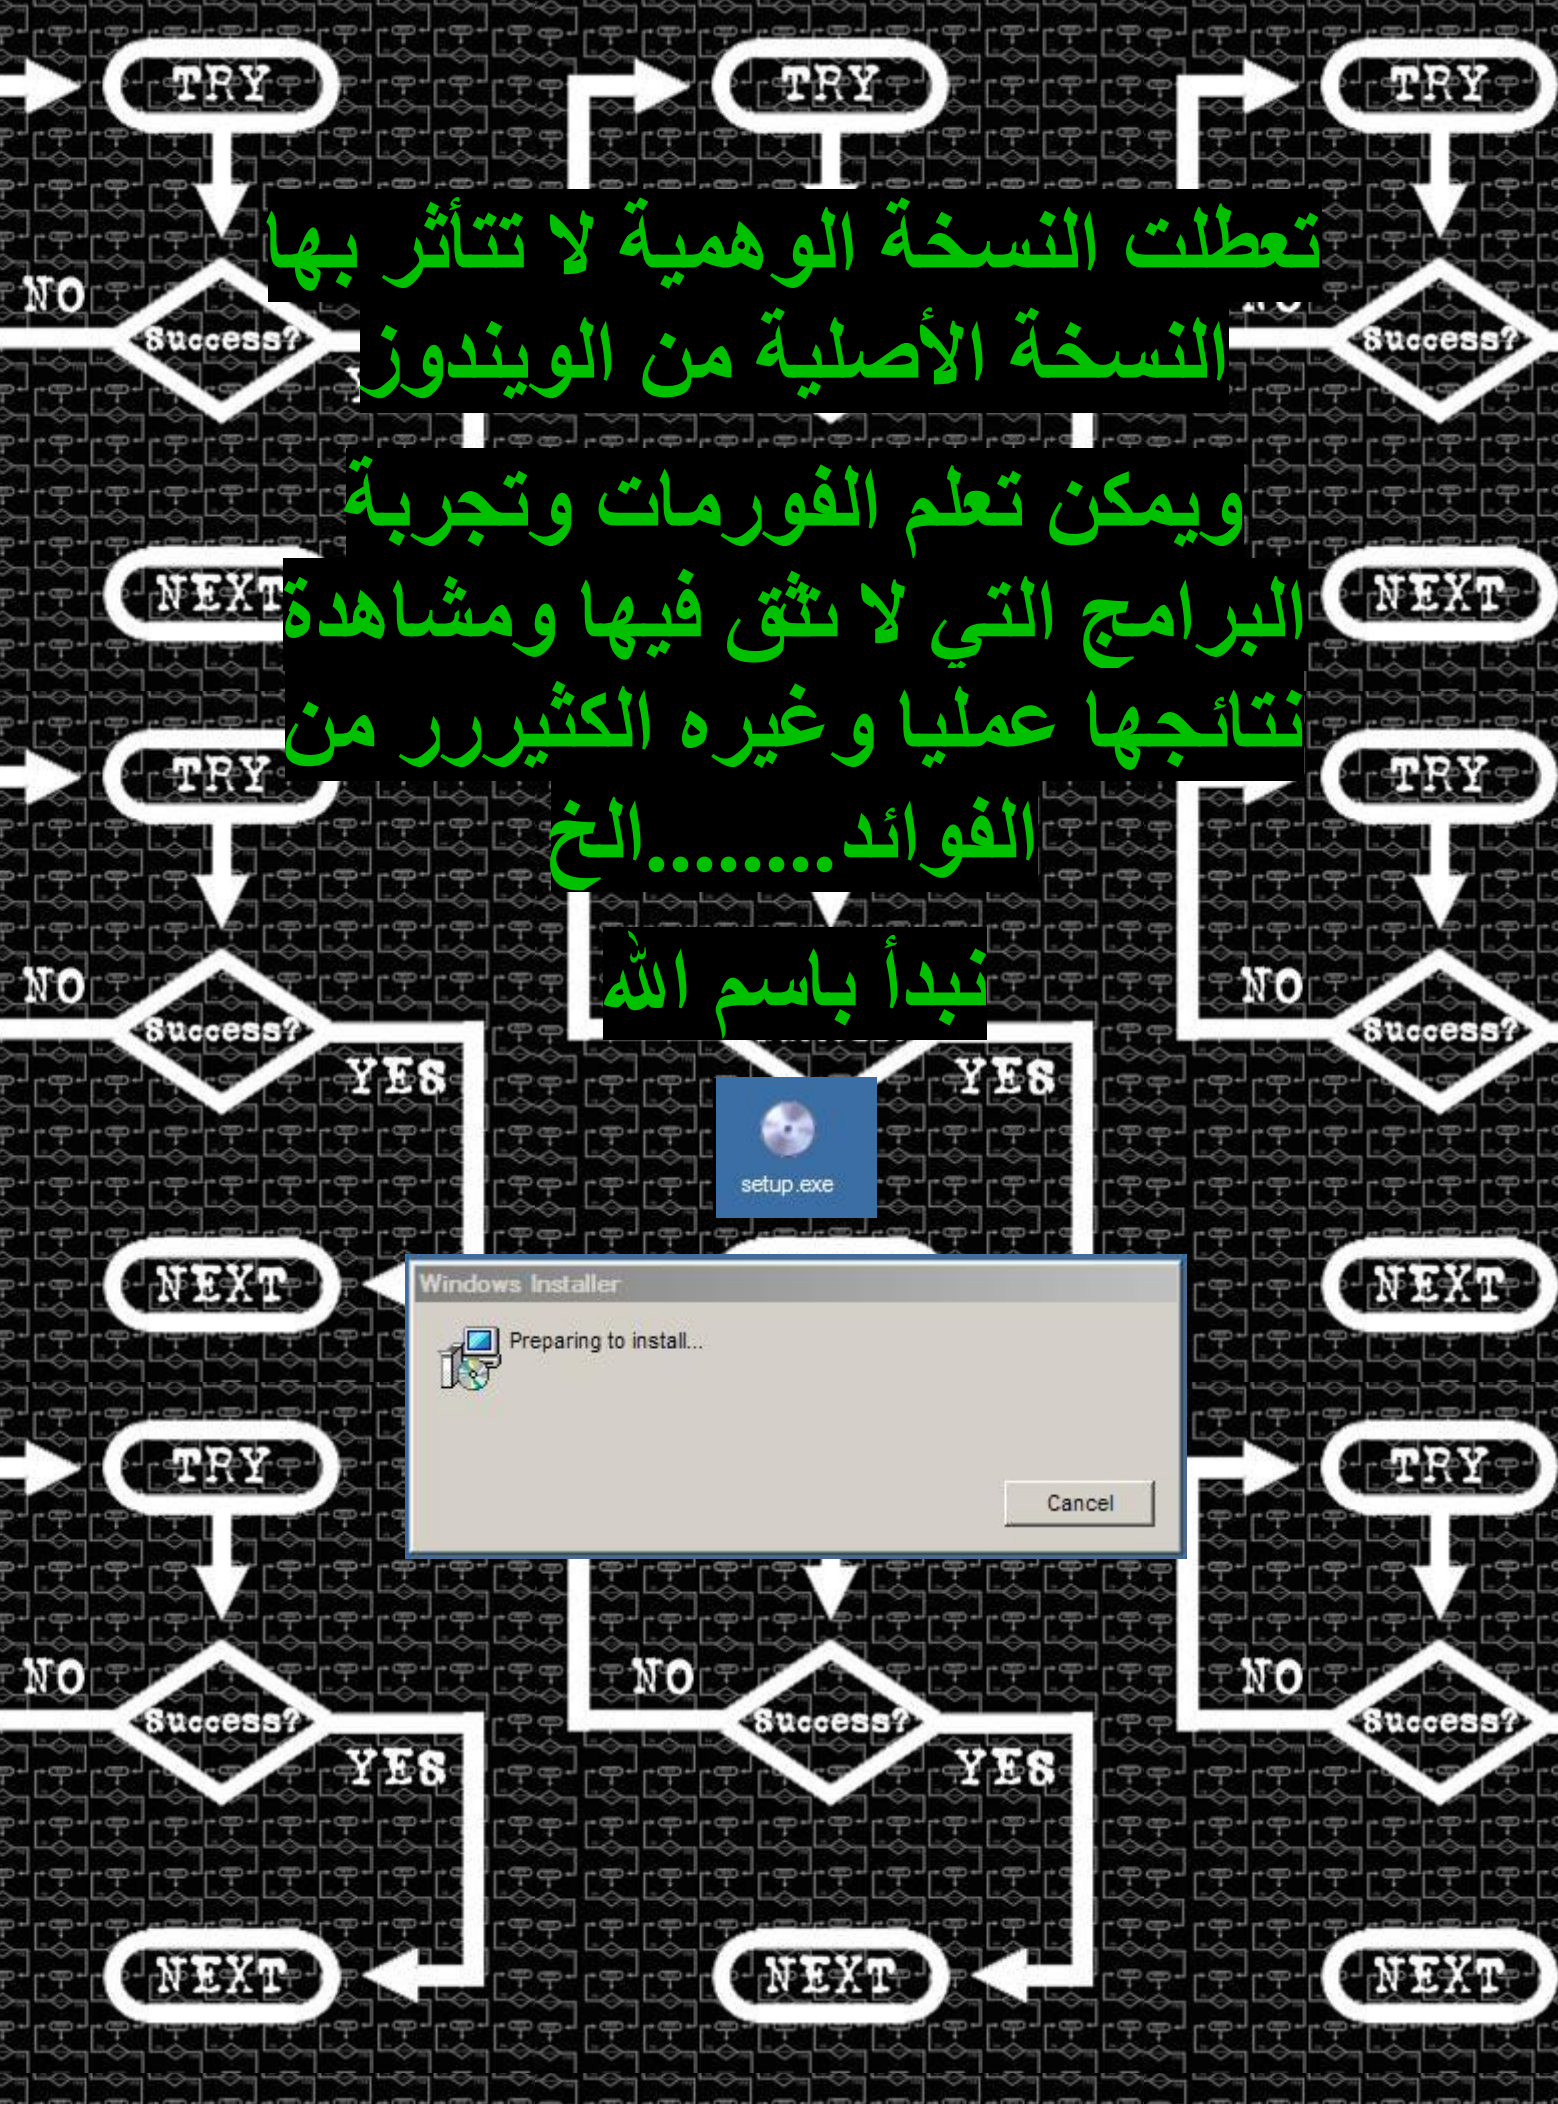 TRY TRY TRY
تعطلت النسخة الوهمية لا تتأثر بها
NO
النسخة الأصلية من الويندوز
Success? Success?
ويمكن تعلم الفورمات وتجربة
NEXT NEXT
البرامج التي لا نثق فيها ومشاهدة
نتائجها عمليا وغيره الكثيررر من
TRY TRY
الفوائد........الخ
نبدأ باسم الله
NO NO
Success? Success?
YES YES
setup.exe
NEXT NEXT
Windows Installer
Preparing to install...
TRY TRY
Cancel
NO NO NO
Success? Success? Success?
YES YES
NEXT NEXT NEXT